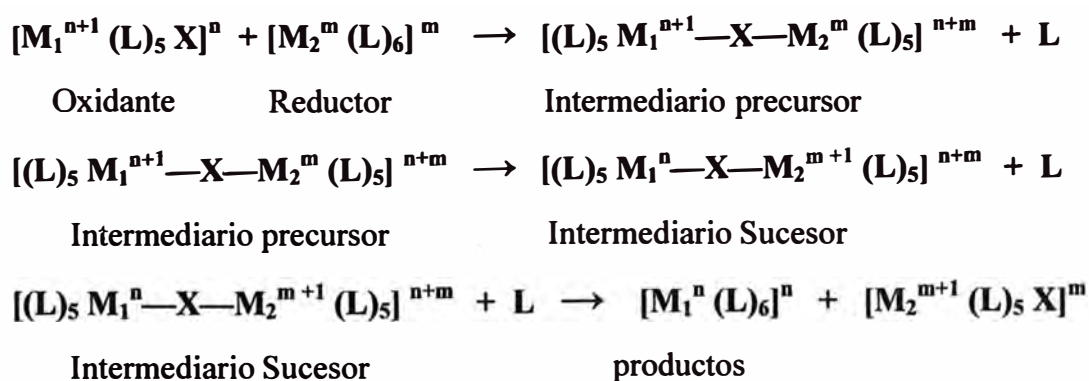 [M₁ⁿ⁺¹ (L)₅ X]ⁿ + [M₂ᵐ (L)₆] ᵐ → [(L)₅ M₁ⁿ⁺¹—X—M₂ᵐ (L)₅] ⁿ⁺ᵐ + L
Oxidante Reductor Intermediario precursor
[(L)₅ M₁ⁿ⁺¹—X—M₂ᵐ (L)₅] ⁿ⁺ᵐ → [(L)₅ M₁ⁿ—X—M₂ᵐ ⁺¹ (L)₅] ⁿ⁺ᵐ + L
Intermediario precursor Intermediario Sucesor
[(L)₅ M₁ⁿ—X—M₂ᵐ ⁺¹ (L)₅] ⁿ⁺ᵐ + L → [M₁ⁿ (L)₆]ⁿ + [M₂ᵐ⁺¹ (L)₅ X]ᵐ
Intermediario Sucesor productos